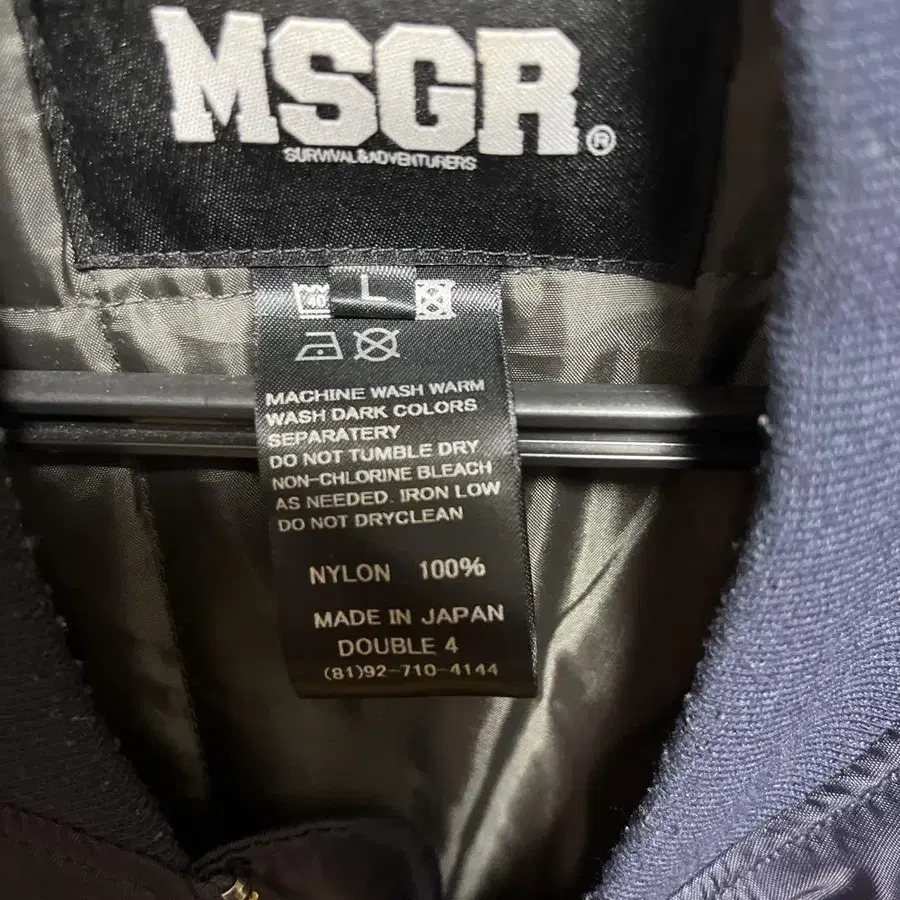 MSGR®
SURVIVAL&ADVENTURERS
L
MACHINE WASH WARM
WASH DARK COLORS
SEPARATERY
DO NOT TUMBLE DRY
NON-CHLORINE BLEACH
AS NEEDED. IRON LOW
DO NOT DRYCLEAN
NYLON 100%
MADE IN JAPAN
DOUBLE 4
(81)92-710-4144